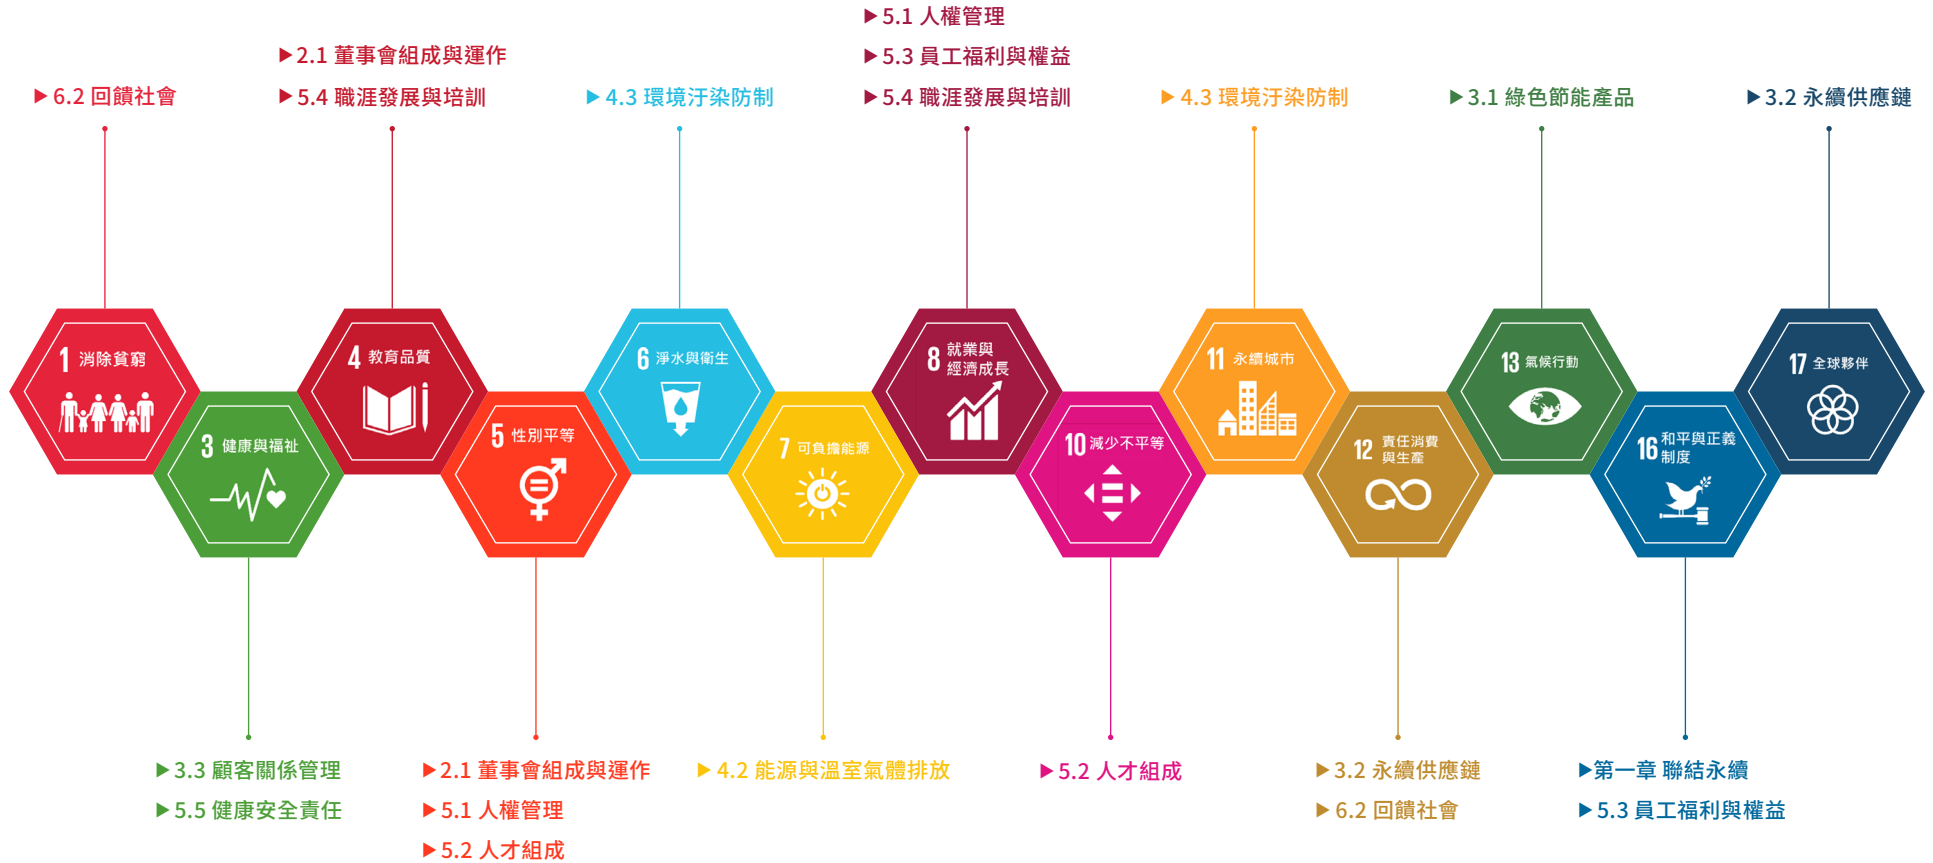 5.1 人權管理
2.1 董事會組成與運作
5.3 員工福利與權益
6.2 回饋社會
5.4 職涯發展與培訓
4.3 環境汙染防制
5.4 職涯發展與培訓
4.3 環境汙染防制
3.1 綠色節能產品
3.2 永續供應鏈
1 消除貧窮
3 健康與福祉
4 教育品質
5 性別平等
6 淨水與衛生
7 可負擔能源
8 就業與
經濟成長
10 減少不平等
11 永續城市
12 責任消費
與生產
13 氣候行動
16 和平與正義
制度
17 全球夥伴
3.3 顧客關係管理
5.5 健康安全責任
2.1 董事會組成與運作
5.1 人權管理
5.2 人才組成
4.2 能源與溫室氣體排放
5.2 人才組成
3.2 永續供應鏈
6.2 回饋社會
第一章 聯結永續
5.3 員工福利與權益